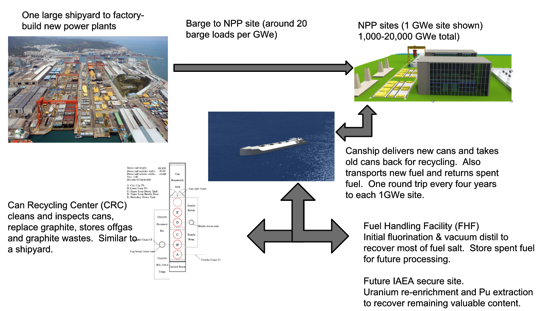 One large shipyard to factory-
build new power plants
Barge to NPP site (around 20
barge loads per GWe)
NPP sites (1 GWe site shown)
1,000-20,000 GWe total)
Canship delivers new cans and takes
old cans back for recycling. Also
transports new fuel and returns spent
fuel. One round trip every four years
to each 1GWe site.
Can Recycling Center (CRC)
cleans and inspects cans,
replace graphite, stores offgas
and graphite wastes. Similar to
a shipyard.
Fuel Handling Facility (FHF)
Initial fluorination & vacuum distil to
recover most of fuel salt. Store spent fuel
for future processing.
Future IAEA secure site.
Uranium re-enrichment and Pu extraction
to recover remaining valuable content.